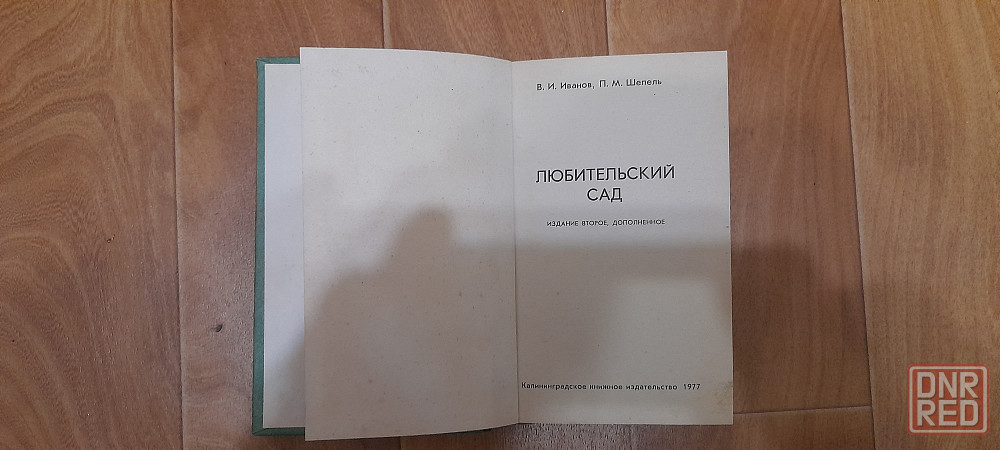 В. И. Иванов, П. М. Шепель
ЛЮБИТЕЛЬСКИЙ
САД
ИЗДАНИЕ ВТОРОЕ, ДОПОЛНЕННОЕ
Калининградское книжное издательство 1977
DNR
RED